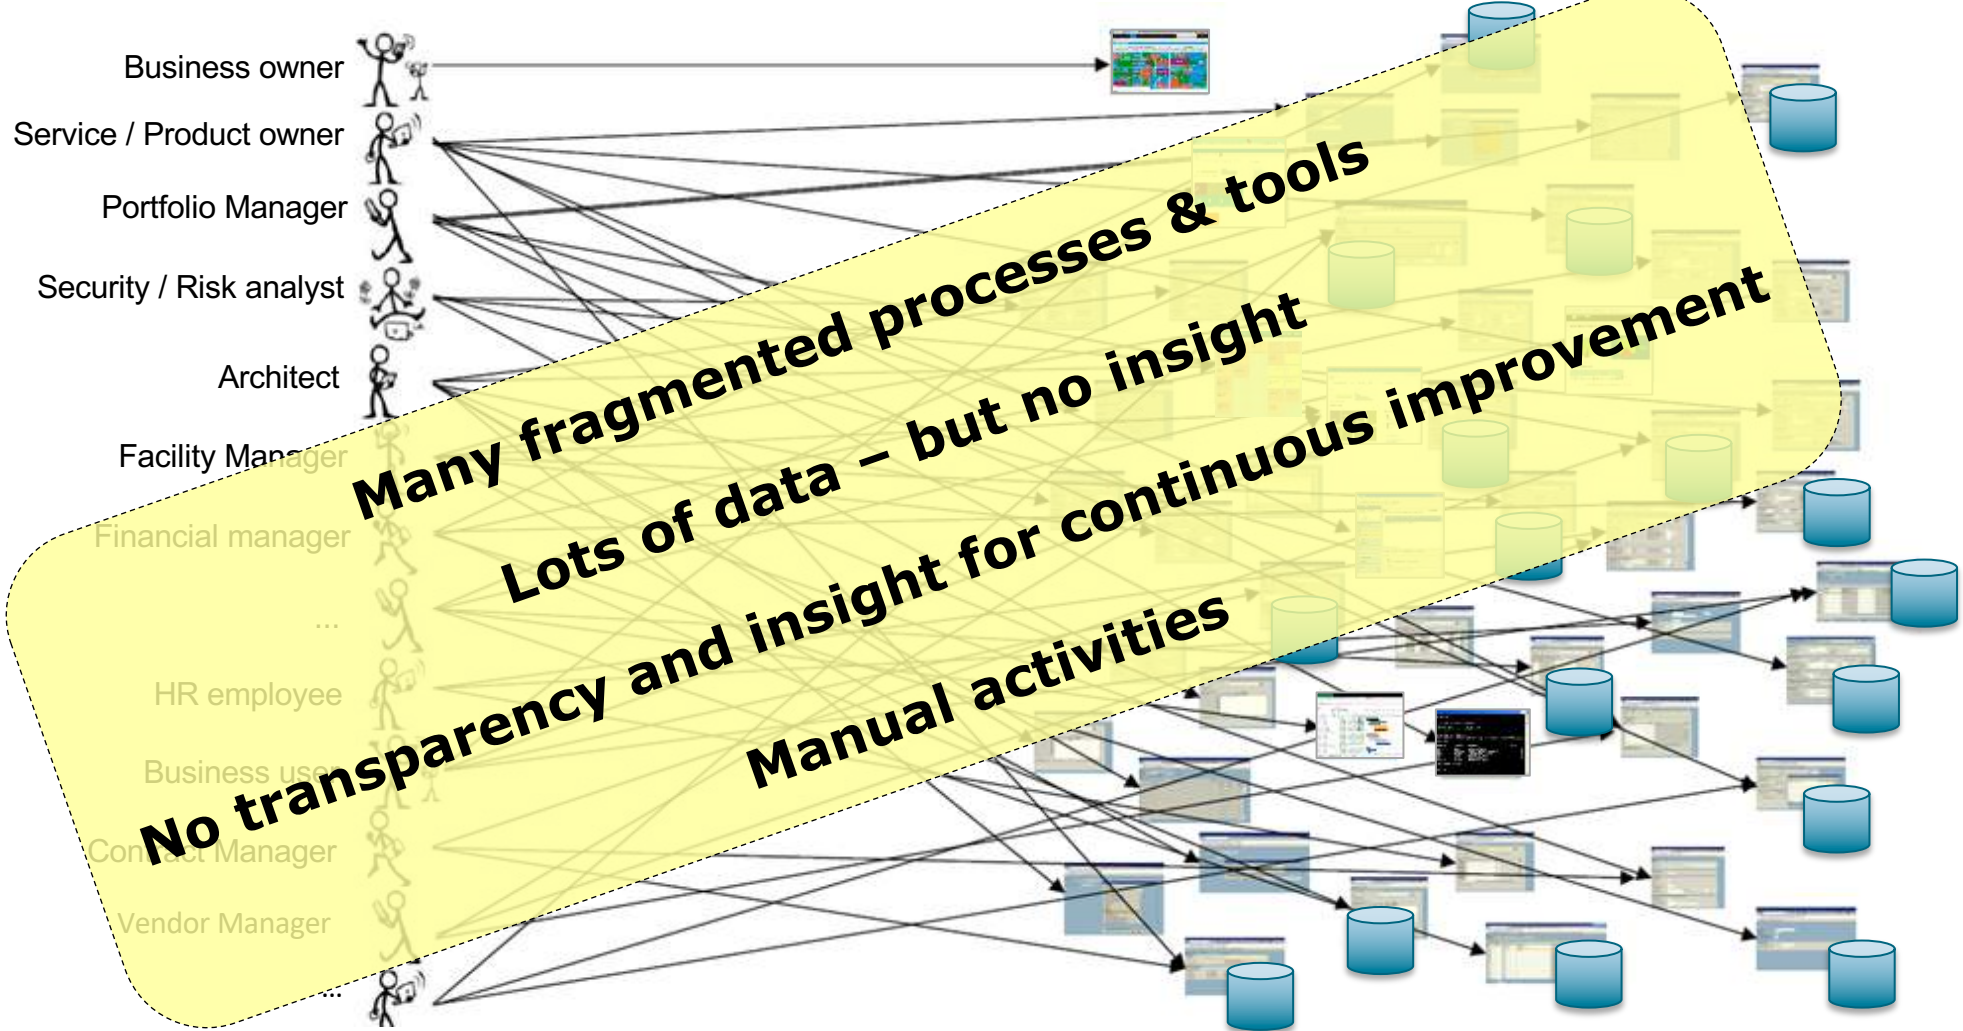 Business owner
Service / Product owner
Portfolio Manager
Security / Risk analyst
Architect
Facility Manager
Financial manager
...
HR employee
Business user
Contract Manager
Vendor Manager
...
Many fragmented processes & tools
Lots of data – but no insight
No transparency and insight for continuous improvement
Manual activities